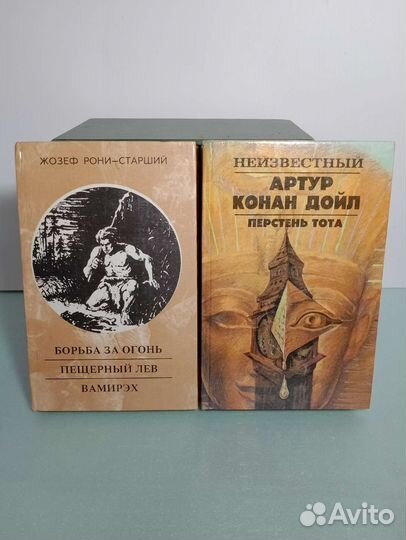 ЖОЗЕФ РОНИ–СТАРШИЙ
БОРЬБА ЗА ОГОНЬ
ПЕЩЕРНЫЙ ЛЕВ
ВАМИРЭХ
НЕИЗВЕСТНЫЙ
АРТУР
КОНАН ДОЙЛ
ПЕРСТЕНЬ ТОТА
Avito